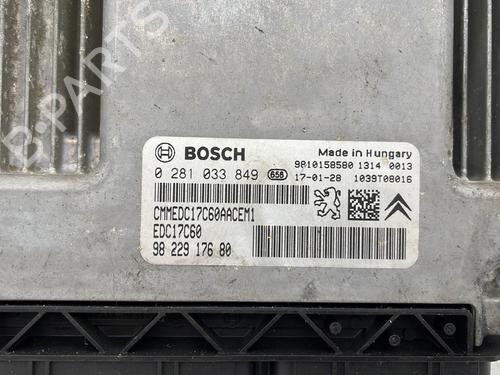 B-PARTS
BOSCH
Made in Hungary
9810158580 1314 0013
0 281 033 849 658
17-01-28 1039T08016
CMMEDC17C60AACEM1
EDC17C60
98 229 176 80